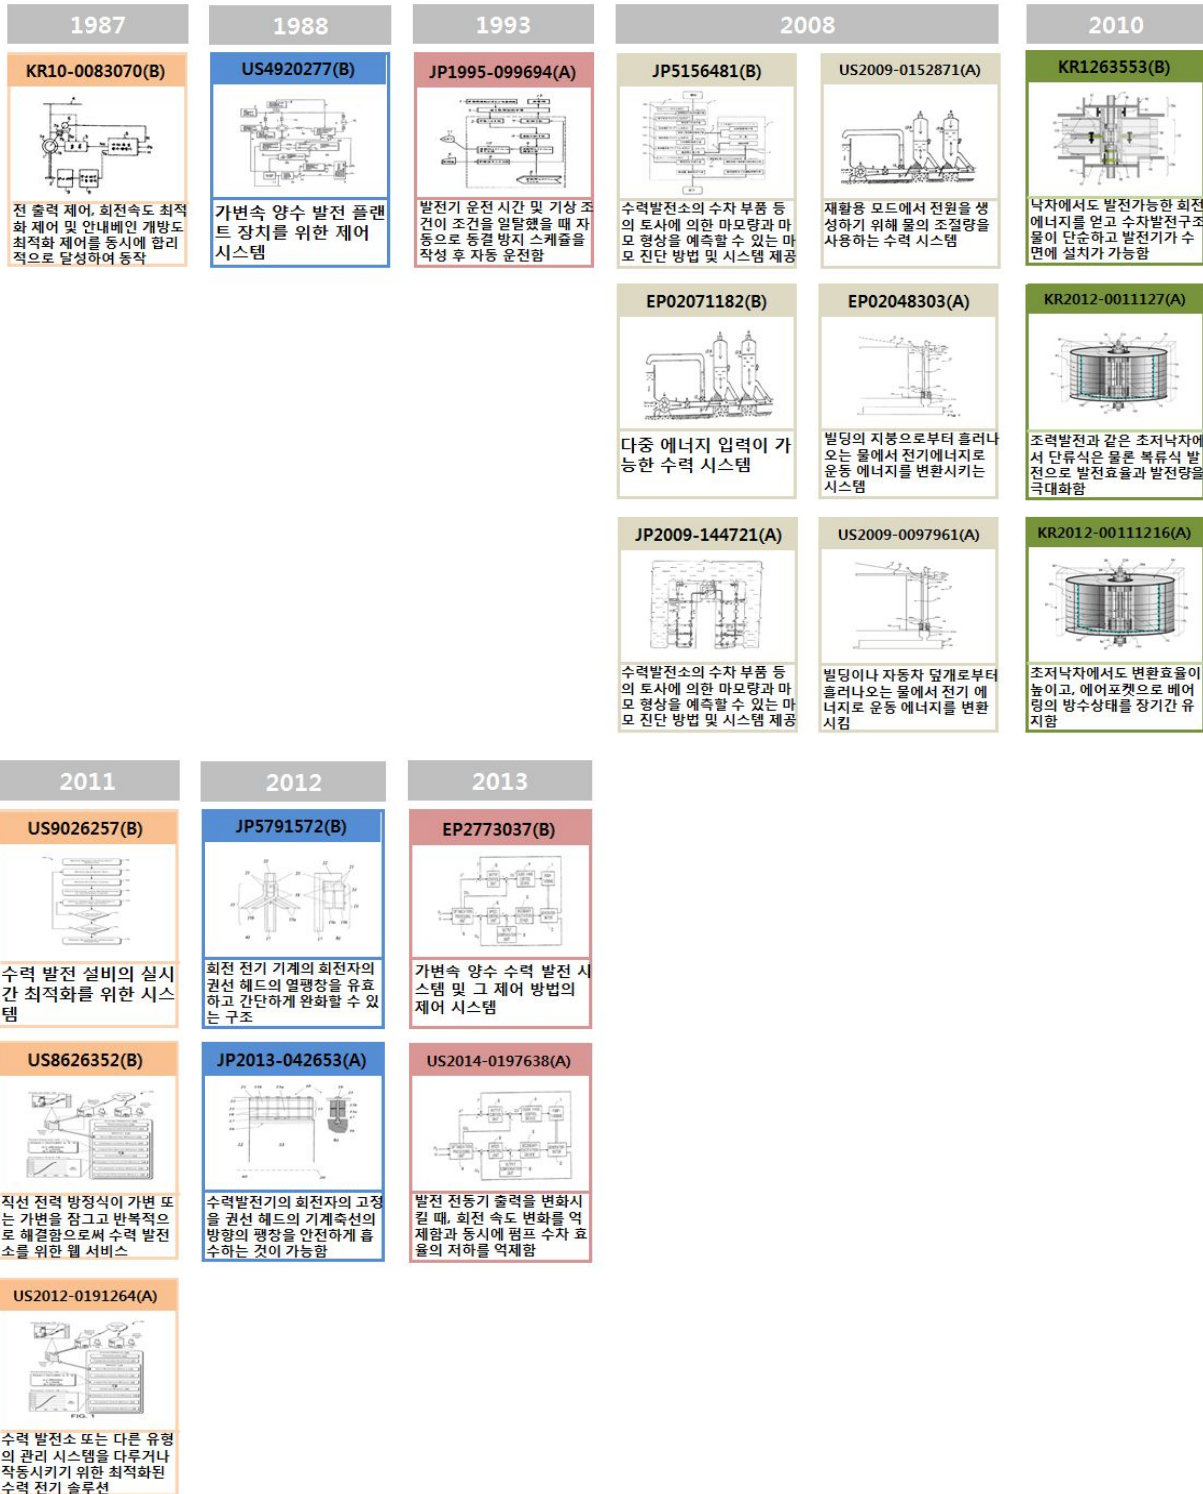 1987
1988
1993
2008
2010
KR10-0083070(B)
전 출력 제어, 회전속도 최적
화 제어 및 안내베인 개방도
최적화 제어를 동시에 합리
적으로 달성하여 동작
US4920277(B)
가변속 양수 발전 플랜
트 장치를 위한 제어
시스템
JP1995-099694(A)
발전기 운전 시간 및 기상 조
건이 조건을 일탈했을 때 자
동으로 동결 방지 스케줄을
작성 후 자동 운전함
JP5156481(B)
수력발전소의 수차 부품 등
의 토사에 의한 마모량과 마
모 형상을 예측할 수 있는 마
모 진단 방법 및 시스템 제공
US2009-0152871(A)
재활용 모드에서 전원을 생
성하기 위해 물의 조절량을
사용하는 수력 시스템
KR1263553(B)
낙차에서도 발전가능한 회전
에너지를 얻고 수차발전구조
물이 단순하고 발전기가 수
면에 설치가 가능함
EP02071182(B)
다중 에너지 입력이 가
능한 수력 시스템
EP02048303(A)
빌딩의 지붕으로부터 흘러나
오는 물에서 전기에너지로
운동 에너지를 변환시키는
시스템
KR2012-0011127(A)
조력발전과 같은 초저낙차에
서 단류식은 물론 복류식 발
전으로 발전효율과 발전량을
극대화함
JP2009-144721(A)
수력발전소의 수차 부품 등
의 토사에 의한 마모량과 마
모 형상을 예측할 수 있는 마
모 진단 방법 및 시스템 제공
US2009-0097961(A)
빌딩이나 자동차 덮개로부터
흘러나오는 물에서 전기 에
너지로 운동 에너지를 변환
시킴
KR2012-00111216(A)
초저낙차에서도 변환효율이
높이고, 에어포켓으로 베어
링의 방수상태를 장기간 유
지함
2011
2012
2013
US9026257(B)
수력 발전 설비의 실시
간 최적화를 위한 시스
템
JP5791572(B)
회전 전기 기계의 회전자의
권선 헤드의 열팽창을 유효
하고 간단하게 완화할 수 있
는 구조
EP2773037(B)
가변속 양수 수력 발전 시
스템 및 그 제어 방법의
제어 시스템
US8626352(B)
직선 전력 방정식이 가변 또
는 가변을 잠그고 반복적으
로 해결함으로써 수력 발전
소를 위한 웹 서비스
JP2013-042653(A)
수력발전기의 회전자의 고정
을 권선 헤드의 기계축선의
방향의 팽창을 안전하게 흡
수하는 것이 가능함
US2014-0197638(A)
발전 전동기 출력을 변화시
킬 때, 회전 속도 변화를 억
제함과 동시에 펌프 수차 효
율의 저하를 억제함
US2012-0191264(A)
FIG. 1
수력 발전소 또는 다른 유형
의 관리 시스템을 다루거나
작동시키기 위한 최적화된
수력 전기 솔루션